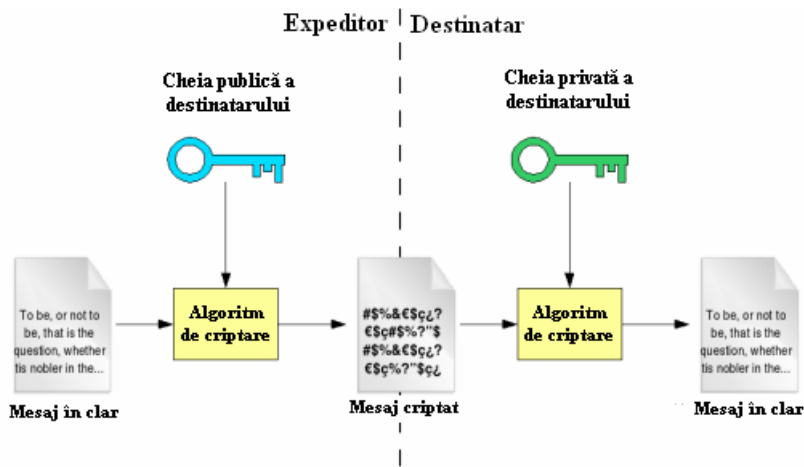 Expeditor
Destinatar
Cheia publică a
destinatarului
Cheia privată a
destinatarului
To be, or not to
be, that is the
question, whether
tis nobler in the...
Mesaj în clar
Algoritm
de criptare
#$%&€$ç¿?
€$ç#$%?"$
#$%&€$ç¿?
€$ç%?"$ç¿
Mesaj criptat
Algoritm
de criptare
To be, or not to
be, that is the
question, whether
tis nobler in the...
Mesaj în clar